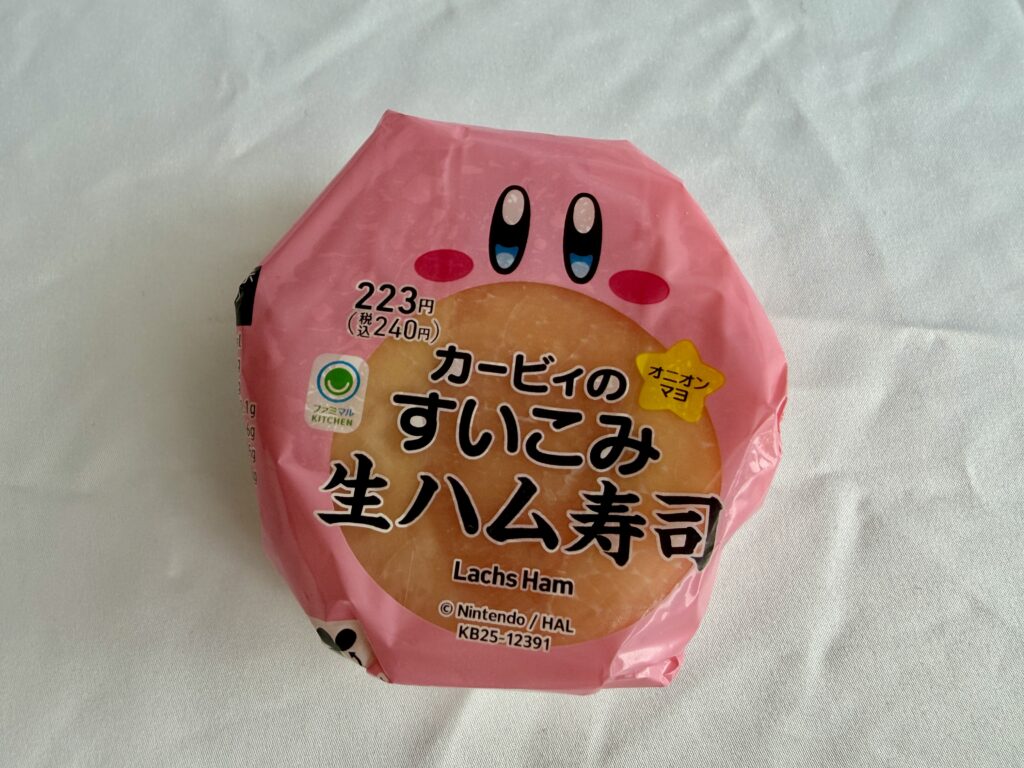 223円
(税込240円)
カービィの
すいこみ
生ハム寿司
オニオン
マヨ
ファミマル
KITCHEN
Lachs Ham
© Nintendo / HAL
KB25-12391